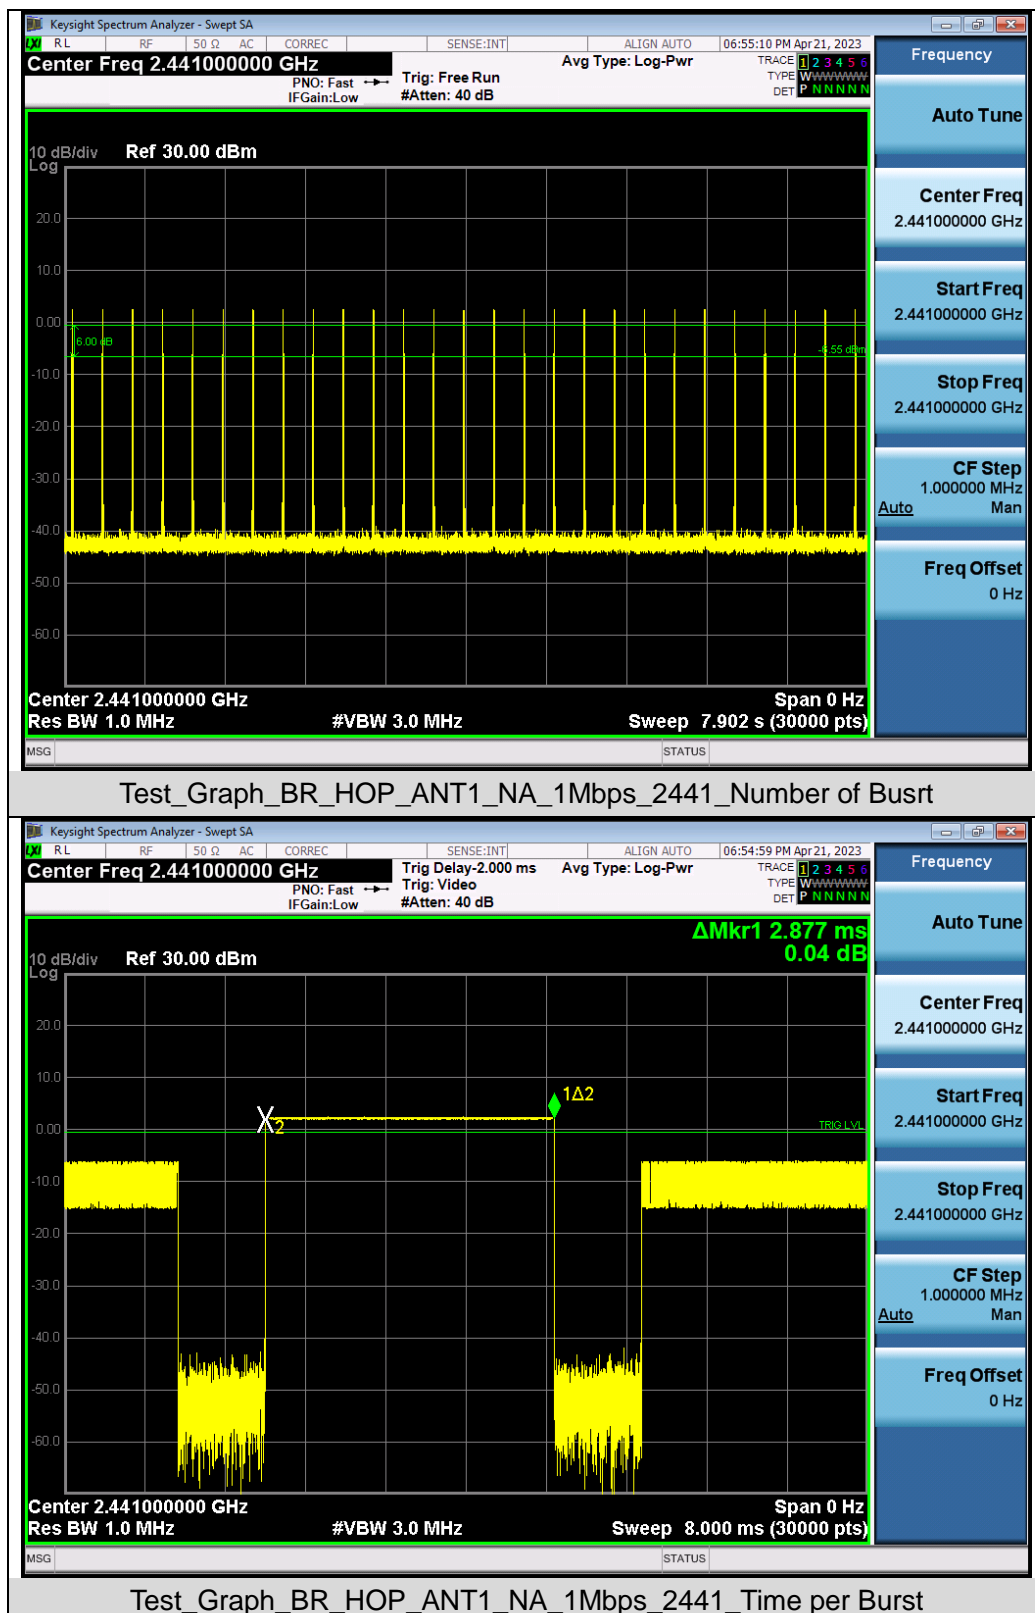 Keysight Spectrum Analyzer - Swept SA
LXI RL RF 50 Ω AC CORREC SENSE:INT ALIGN AUTO 06:55:10 PM Apr 21, 2023
Center Freq 2.441000000 GHz
PNO: Fast
IFGain:Low
Trig: Free Run
#Atten: 40 dB
Avg Type: Log-Pwr
TRACE 1 2 3 4 5 6
TYPE WWWWWW
DET P N N N N N
Frequency
Auto Tune
Center Freq
2.441000000 GHz
Start Freq
2.441000000 GHz
Stop Freq
2.441000000 GHz
CF Step
1.000000 MHz
Auto Man
Freq Offset
0 Hz
10 dB/div Ref 30.00 dBm
Log
20.0
10.0
0.00
6.00 dB
-6.55 dBm
-10.0
-20.0
-30.0
-40.0
-50.0
-60.0
Center 2.441000000 GHz Span 0 Hz
Res BW 1.0 MHz #VBW 3.0 MHz Sweep 7.902 s (30000 pts)
MSG STATUS
Test_Graph_BR_HOP_ANT1_NA_1Mbps_2441_Number of Busrt
Keysight Spectrum Analyzer - Swept SA
LXI RL RF 50 Ω AC CORREC SENSE:INT ALIGN AUTO 06:54:59 PM Apr 21, 2023
Center Freq 2.441000000 GHz
PNO: Fast
IFGain:Low
Trig Delay-2.000 ms
Trig: Video
#Atten: 40 dB
Avg Type: Log-Pwr
TRACE 1 2 3 4 5 6
TYPE WWWWWW
DET P N N N N N
Frequency
Auto Tune
Center Freq
2.441000000 GHz
Start Freq
2.441000000 GHz
Stop Freq
2.441000000 GHz
CF Step
1.000000 MHz
Auto Man
Freq Offset
0 Hz
ΔMkr1 2.877 ms
0.04 dB
10 dB/div Ref 30.00 dBm
Log
20.0
10.0
1Δ2
2
TRIG LVL
0.00
-10.0
-20.0
-30.0
-40.0
-50.0
-60.0
Center 2.441000000 GHz Span 0 Hz
Res BW 1.0 MHz #VBW 3.0 MHz Sweep 8.000 ms (30000 pts)
MSG STATUS
Test_Graph_BR_HOP_ANT1_NA_1Mbps_2441_Time per Burst